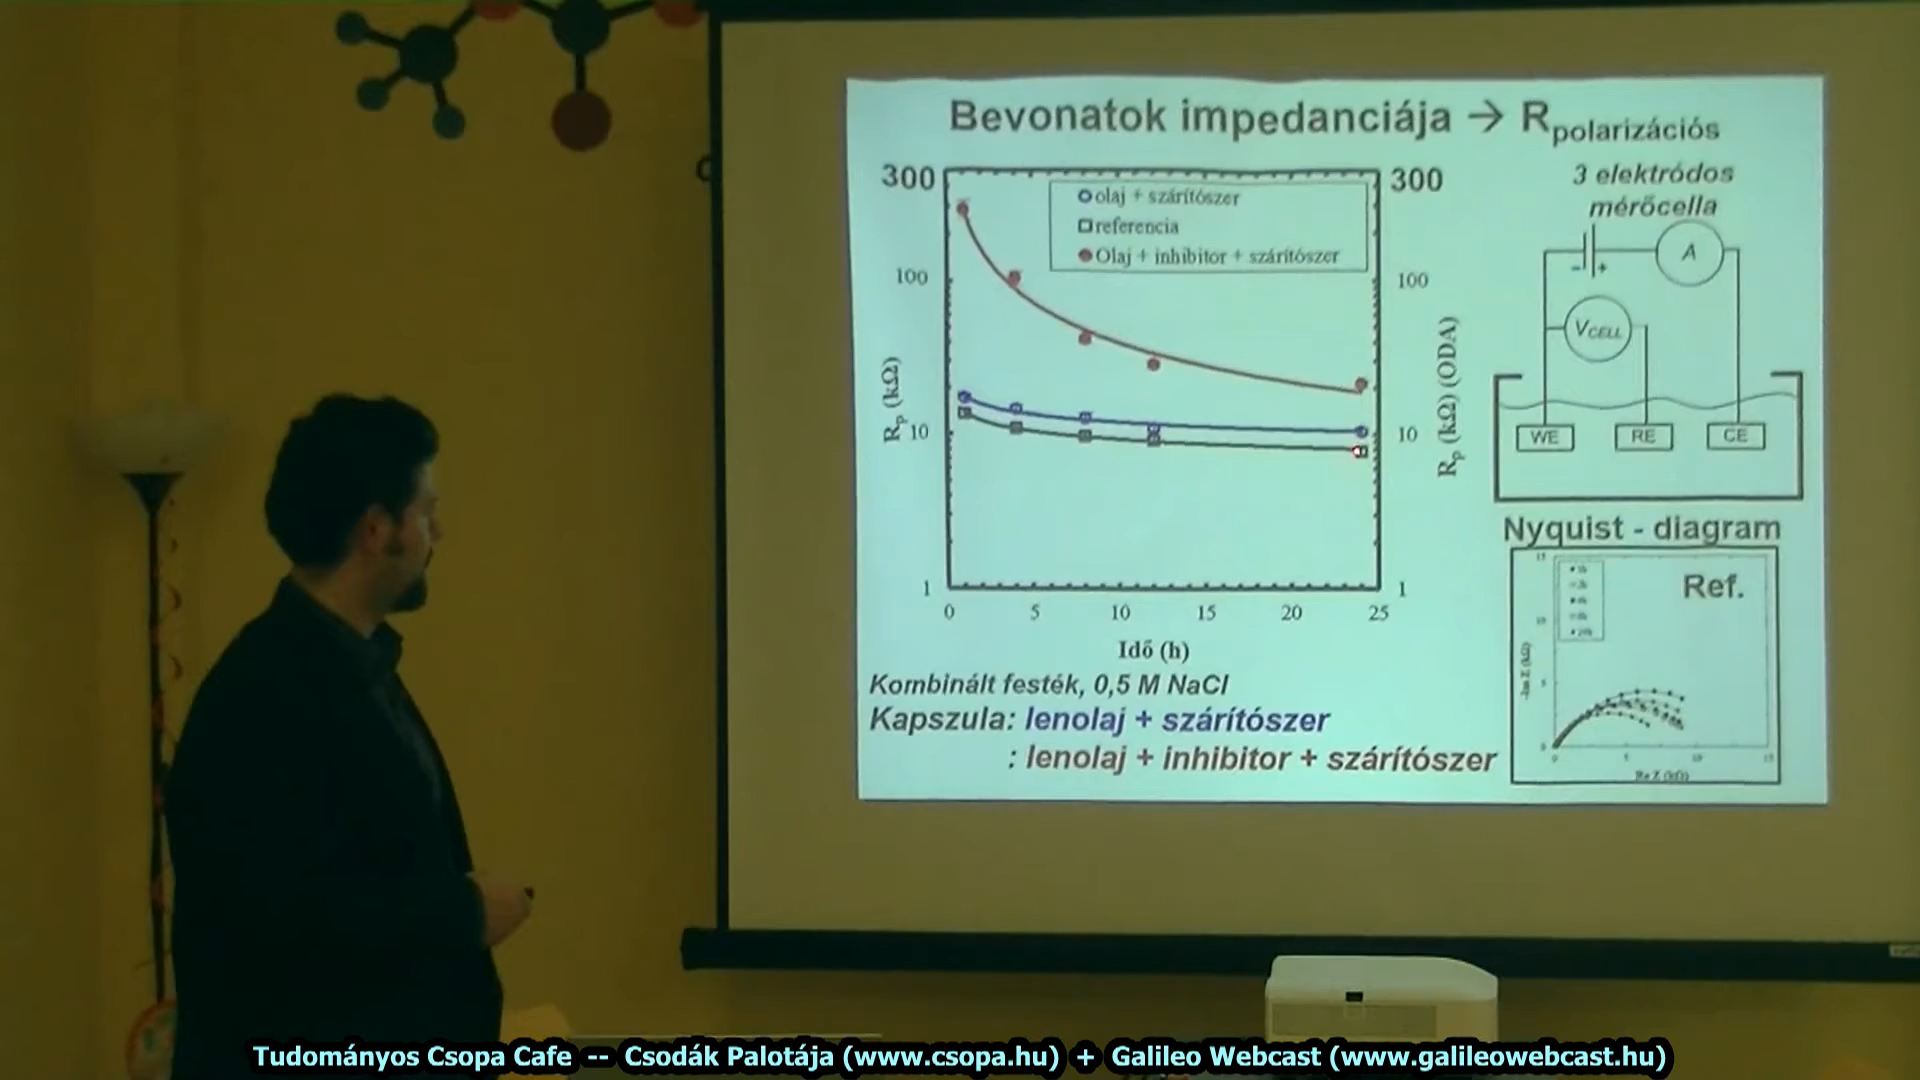 Bevonatok impedanciája → Rpolarizációs
300
100
10
1
Rp (kΩ)
olaj + szárítószer
referencia
Olaj + inhibitor + szárítószer
300
100
10
1
Rp (kΩ) (ODA)
0 5 10 15 20 25
Idő (h)
3 elektródos
mérőcella
A
- +
VCELL
WE RE CE
Nyquist - diagram
Ref.
Re Z (kΩ)
Kombinált festék, 0,5 M NaCl
Kapszula: lenolaj + szárítószer
: lenolaj + inhibitor + szárítószer
Tudományos Csopa Cafe -- Csodák Palotája (www.csopa.hu) + Galileo Webcast (www.galileowebcast.hu)